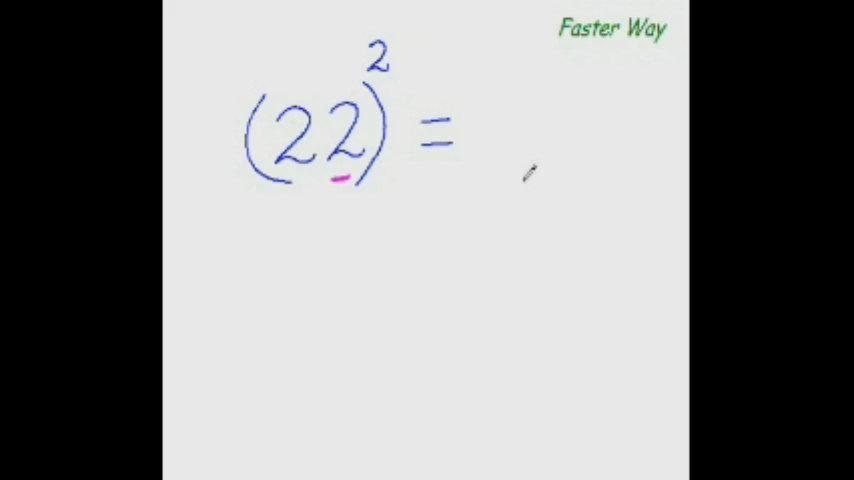 Faster Way
(22)² =